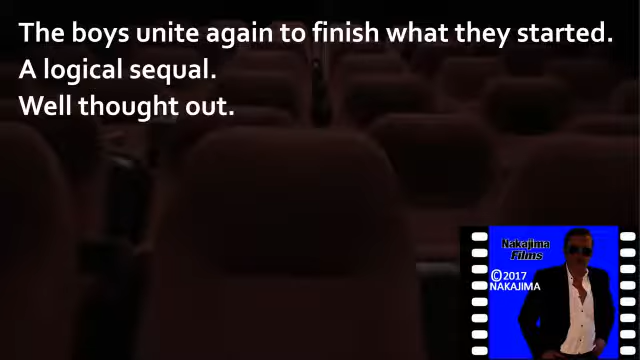 The boys unite again to finish what they started.
A logical sequal.
Well thought out.
Nakajima
Films
©2017
NAKAJIMA